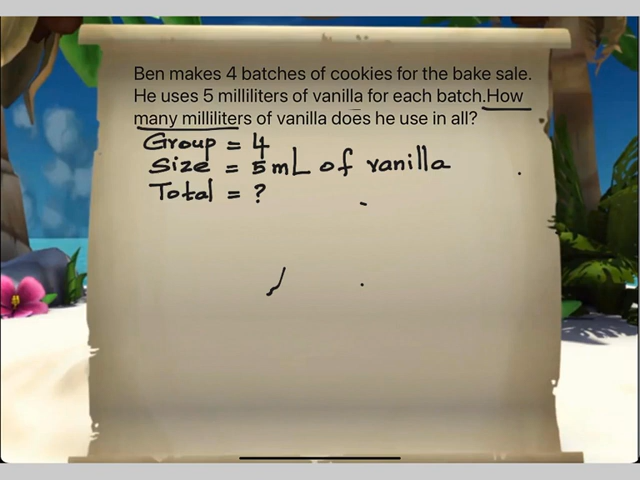 Ben makes 4 batches of cookies for the bake sale.
He uses 5 milliliters of vanilla for each batch.How
many milliliters of vanilla does he use in all?
Group = 4
Size = 5 mL of vanilla
Total = ?